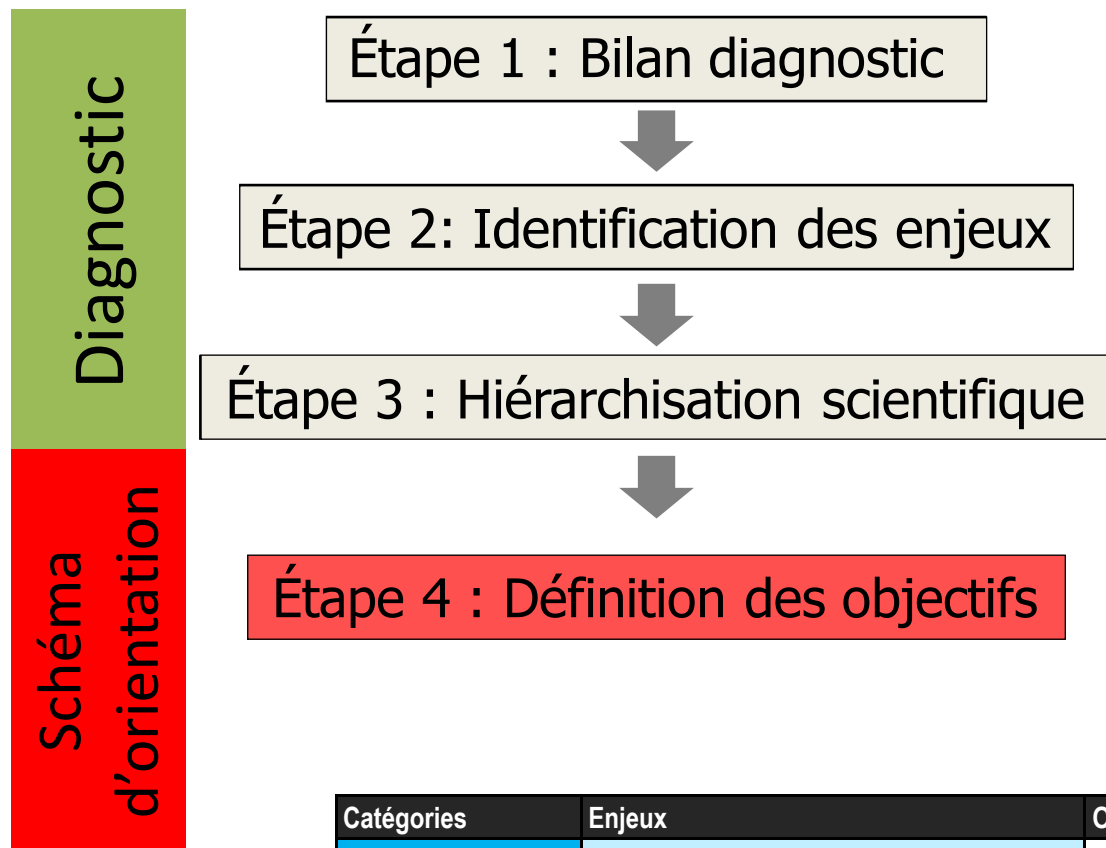 Diagnostic
Étape 1 : Bilan diagnostic
Étape 2: Identification des enjeux
Étape 3 : Hiérarchisation scientifique
Schéma
d’orientation
Étape 4 : Définition des objectifs
Catégories Enjeux